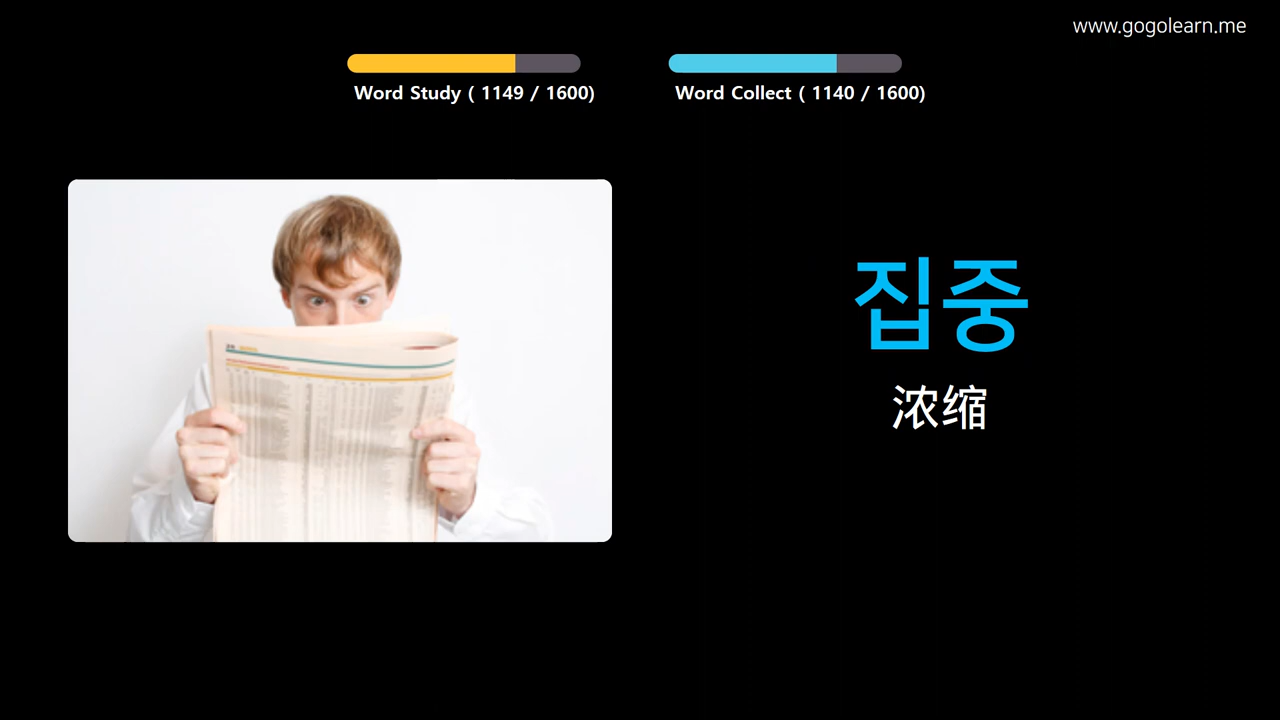 www.gogolearn.me
Word Study ( 1149 / 1600)
Word Collect ( 1140 / 1600)
집중
浓缩